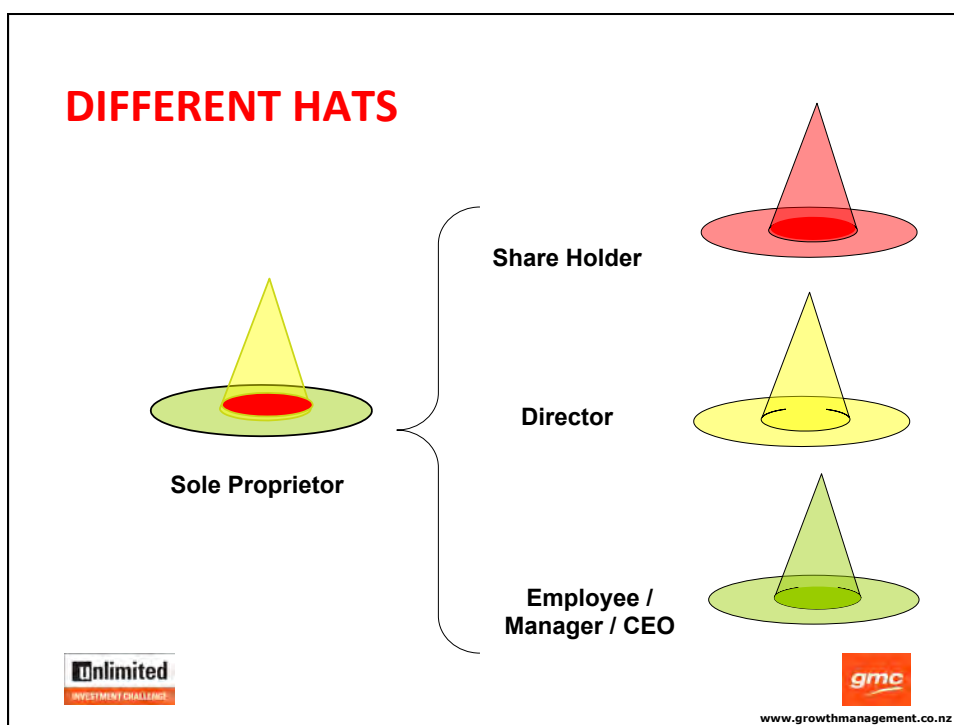 DIFFERENT HATS
Share Holder
Director
Sole Proprietor
Employee /
Manager / CEO
unlimited
INVESTMENT CHALLENGE
gmc
www.growthmanagement.co.nz